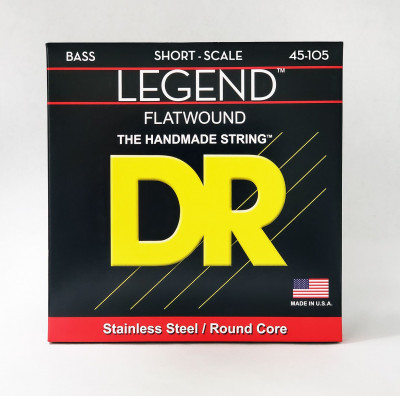 BASS SHORT - SCALE 45-105
LEGEND™
FLATWOUND
THE HANDMADE STRING™
DR
MADE IN U.S.A.
Stainless Steel / Round Core